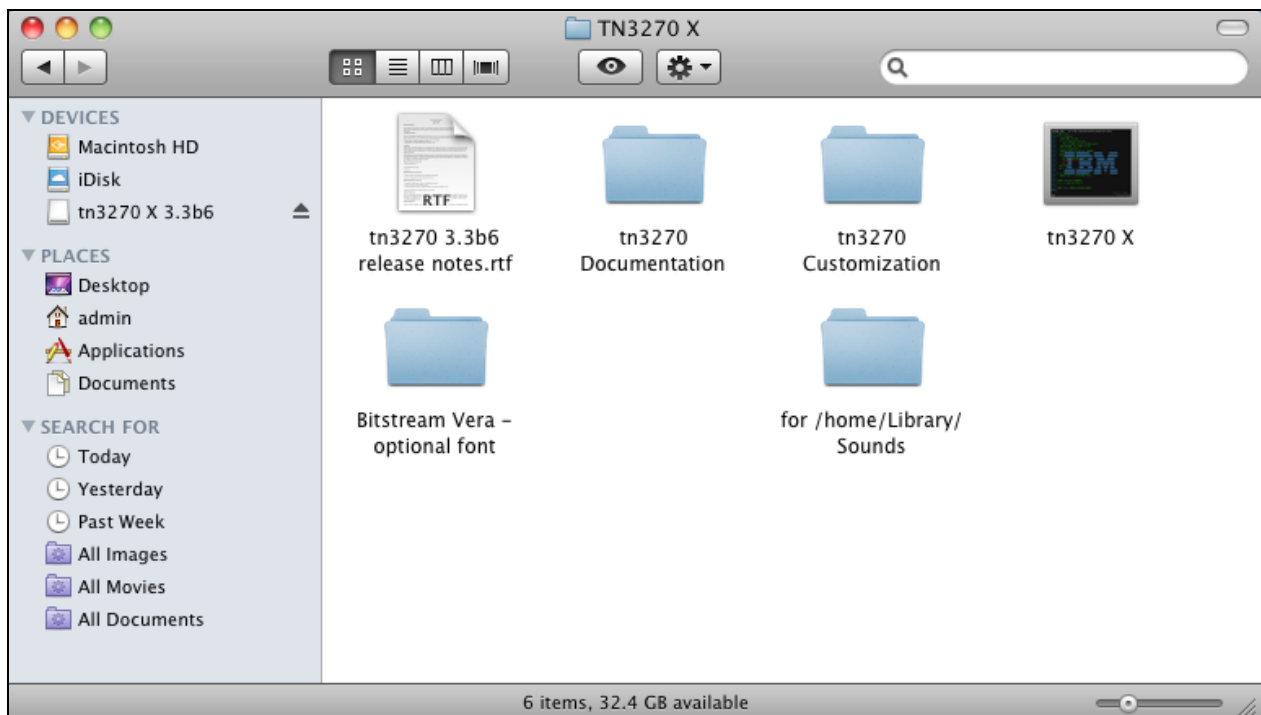 TN3270 X
DEVICES
Macintosh HD
iDisk
tn3270 X 3.3b6
PLACES
Desktop
admin
Applications
Documents
SEARCH FOR
Today
Yesterday
Past Week
All Images
All Movies
All Documents
RTF
tn3270 3.3b6
release notes.rtf
tn3270
Documentation
tn3270
Customization
IBM
tn3270 X
Bitstream Vera –
optional font
for /home/Library/
Sounds
6 items, 32.4 GB available